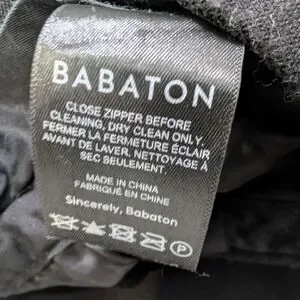 BABATON
CLOSE ZIPPER BEFORE
CLEANING, DRY CLEAN ONLY.
FERMER LA FERMETURE ÉCLAIR
AVANT DE LAVER. NETTOYAGE À
SEC SEULEMENT.
MADE IN CHINA
FABRIQUÉ EN CHINE
Sincerely, Babaton
P